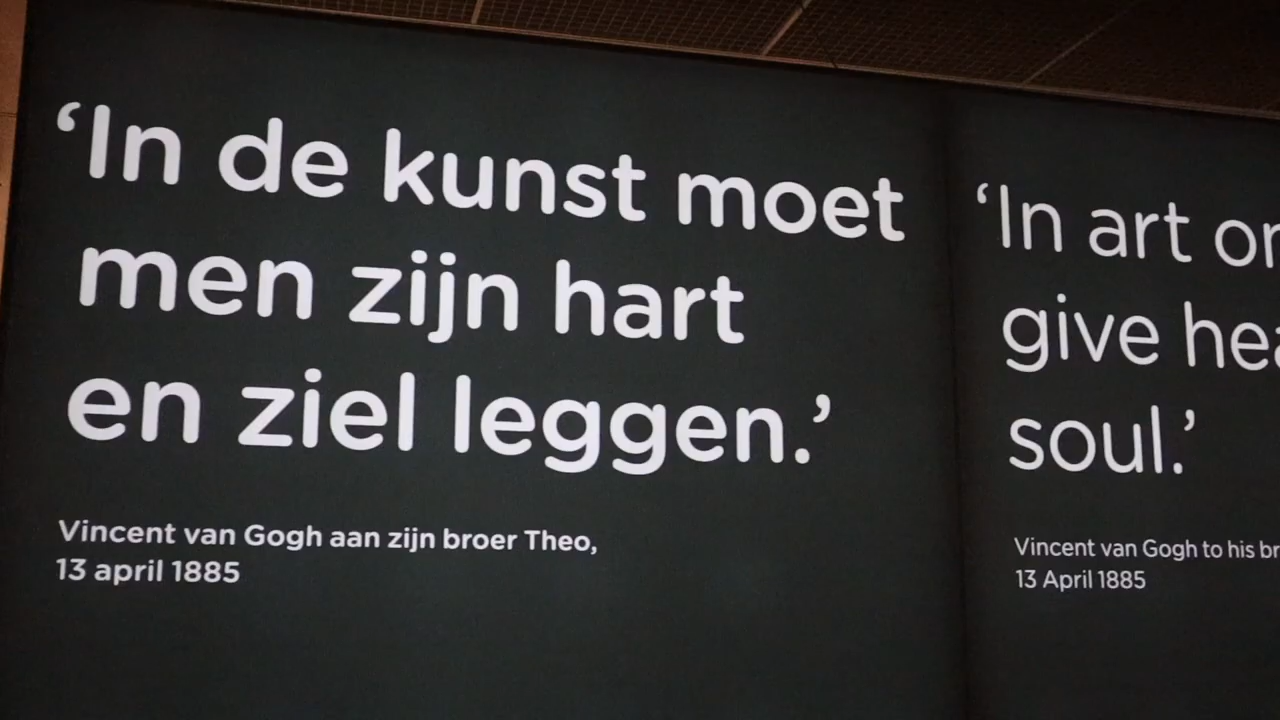 ‘In de kunst moet
men zijn hart
en ziel leggen.’
Vincent van Gogh aan zijn broer Theo,
13 april 1885
‘In art
give
soul.’
Vincent van Gogh to his
13 April 1885